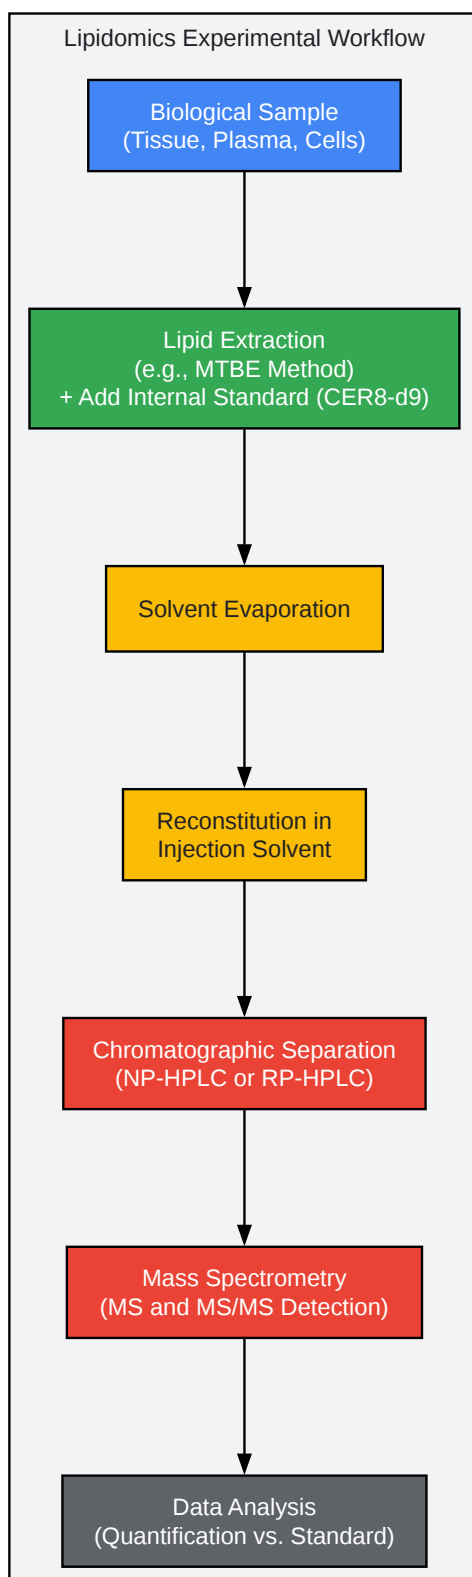 Lipidomics Experimental Workflow
Biological Sample
(Tissue, Plasma, Cells)
Lipid Extraction
(e.g., MTBE Method)
+ Add Internal Standard (CER8-d9)
Solvent Evaporation
Reconstitution in
Injection Solvent
Chromatographic Separation
(NP-HPLC or RP-HPLC)
Mass Spectrometry
(MS and MS/MS Detection)
Data Analysis
(Quantification vs. Standard)